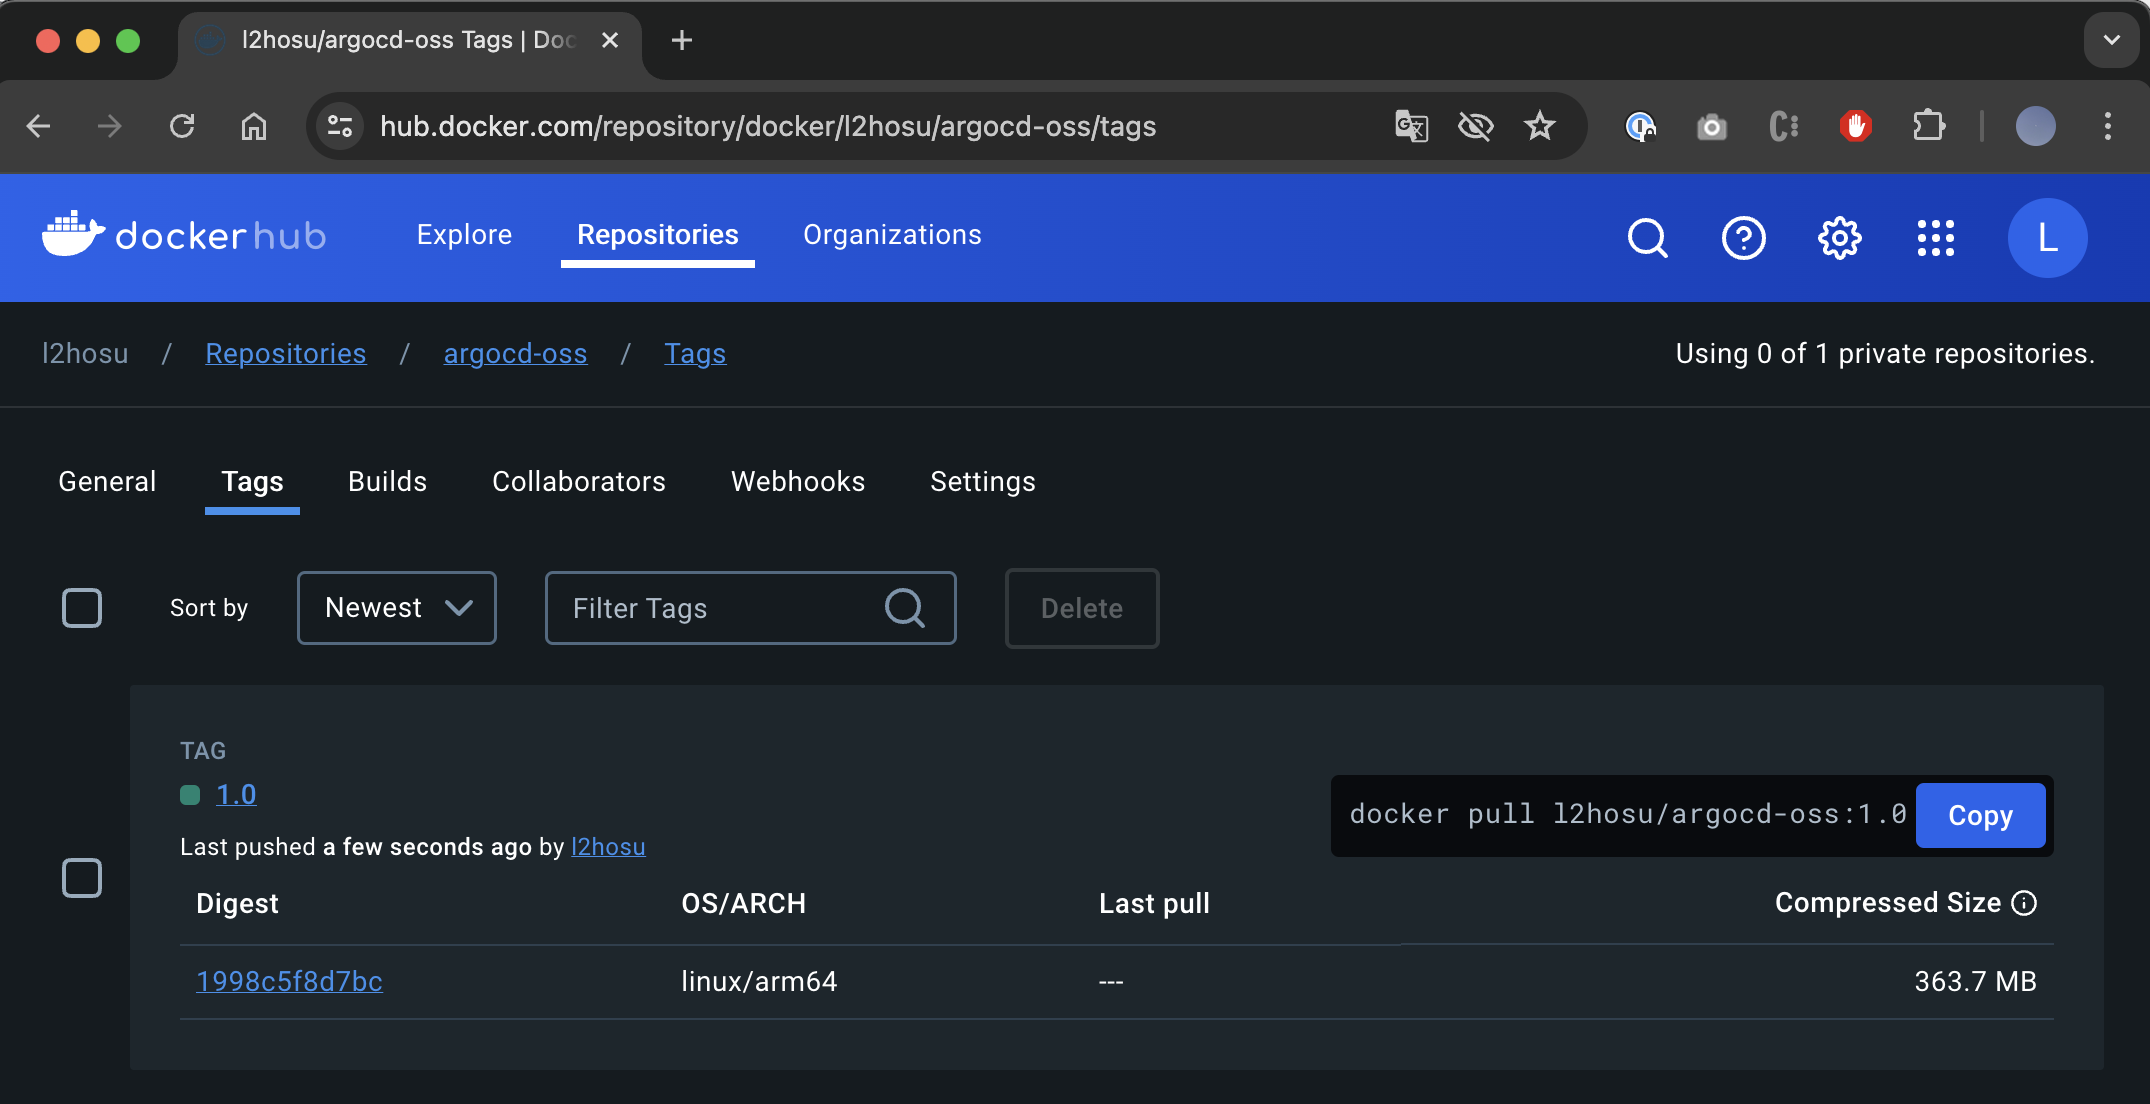 l2hosu/argocd-oss Tags | Doc
hub.docker.com/repository/docker/l2hosu/argocd-oss/tags
dockerhub
Explore
Repositories
Organizations
L
l2hosu / Repositories / argocd-oss / Tags
Using 0 of 1 private repositories.
General
Tags
Builds
Collaborators
Webhooks
Settings
Sort by
Newest
Filter Tags
Delete
TAG
1.0
docker pull l2hosu/argocd-oss:1.0
Copy
Last pushed a few seconds ago by l2hosu
Digest
OS/ARCH
Last pull
Compressed Size
1998c5f8d7bc
linux/arm64
---
363.7 MB